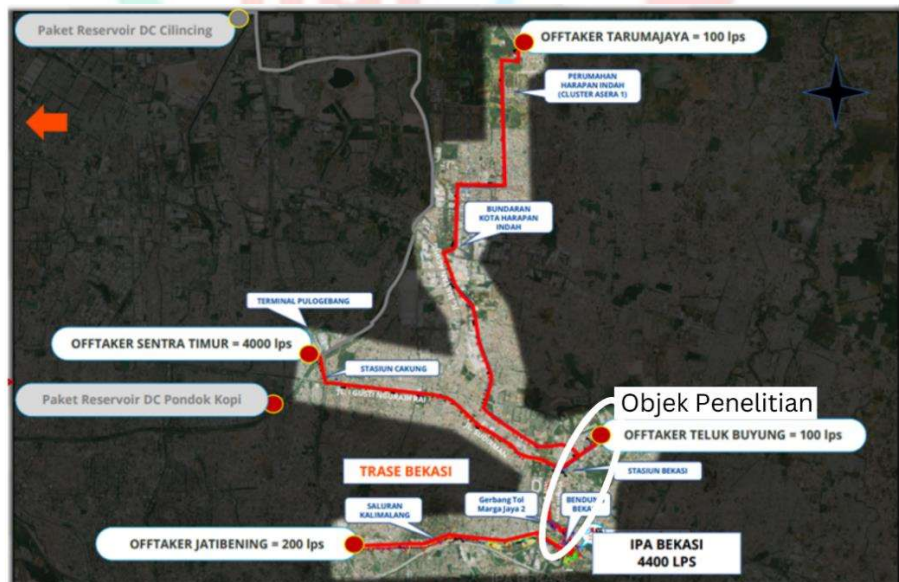 Paket Reservoir DC Cilincing
OFFTAKER TARUMAJAYA = 100 lps
PERUMAHAN
HARAPAN INDAH
(CLUSTER ASERA 1)
BUNDARAN
KOTA HARAPAN
INDAH
TERMINAL PULOGEBANG
OFFTAKER SENTRA TIMUR = 4000 lps
STASIUN CAKUNG
Paket Reservoir DC Pondok Kopi
GUSTI NGURAH RAI
Objek Penelitian
OFFTAKER TELUK BUYUNG = 100 lps
TRASE BEKASI
STASIUN BEKASI
SALURAN
KALIMALANG
Gerbang Tol
Marga Jaya 2
OFFTAKER JATIBENING = 200 lps
IPA BEKASI
4400 LPS